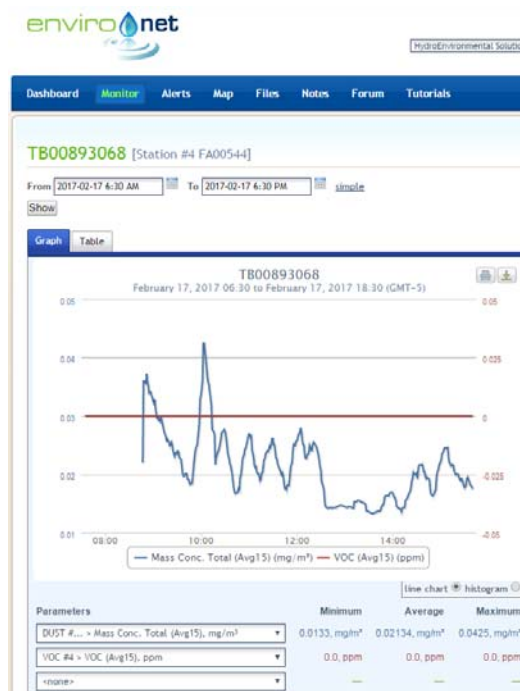 enviro net
HydroEnvironmental Solutio
Dashboard Monitor Alerts Map Files Notes Forum Tutorials
TB00893068 [Station #4 FA00544]
From 2017-02-17 6:30 AM To 2017-02-17 6:30 PM simple
Show
Graph Table
TB00893068
February 17, 2017 06:30 to February 17, 2017 18:30 (GMT-5)
0.05 0.05
0.04 0.025
0.03 0
0.02 -0.025
0.01 -0.05
08:00 10:00 12:00 14:00
Mass Conc. Total (Avg15) (mg/m³) VOC (Avg15) (ppm)
line chart histogram
Parameters Minimum Average Maximum
DUST #... > Mass Conc. Total (Avg15), mg/m³ 0.0133, mg/m³ 0.02134, mg/m³ 0.0425, mg/m³
VOC #4 > VOC (Avg15), ppm 0.0, ppm 0.0, ppm 0.0, ppm
<none> — — —